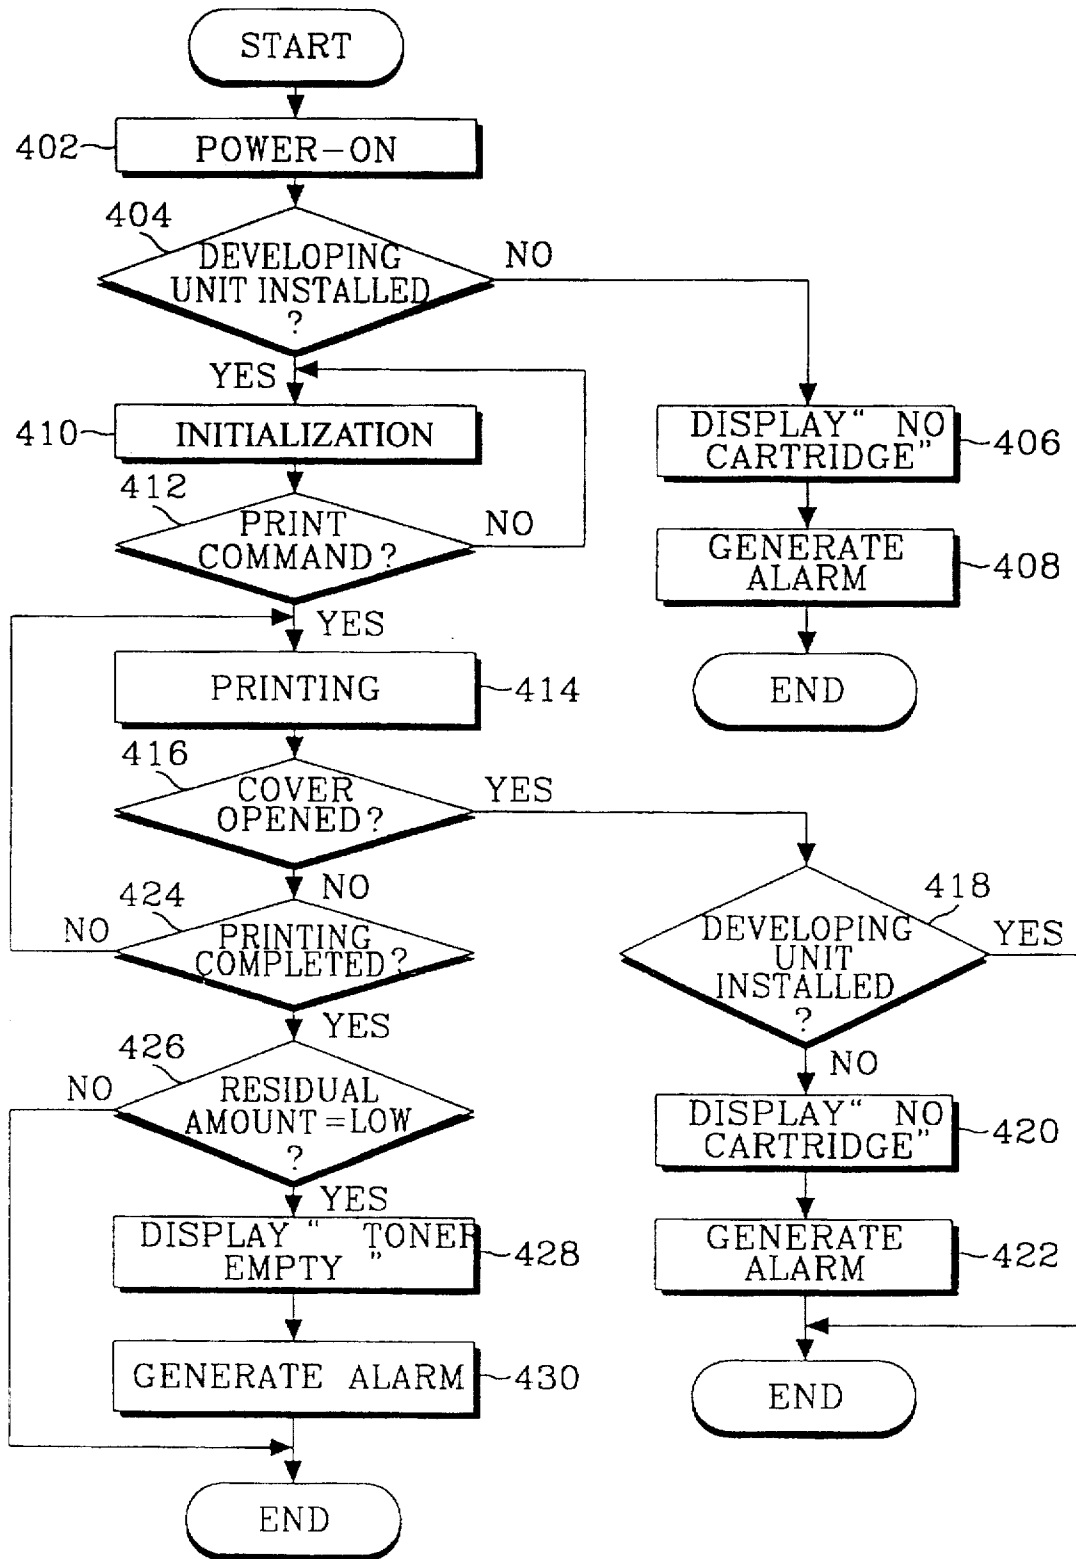 START
402
POWER-ON
404
DEVELOPING
UNIT INSTALLED
?
NO
YES
410
INITIALIZATION
DISPLAY “ NO
CARTRIDGE”
406
412
PRINT
COMMAND?
NO
GENERATE
ALARM
408
YES
PRINTING
414
END
416
COVER
OPENED?
YES
NO
424
NO
PRINTING
COMPLETED?
418
DEVELOPING
UNIT
INSTALLED
?
YES
YES
426
NO
RESIDUAL
AMOUNT=LOW
?
NO
DISPLAY “ NO
CARTRIDGE”
420
YES
DISPLAY “ TONER
EMPTY ”
428
GENERATE
ALARM
422
GENERATE ALARM
430
END
END